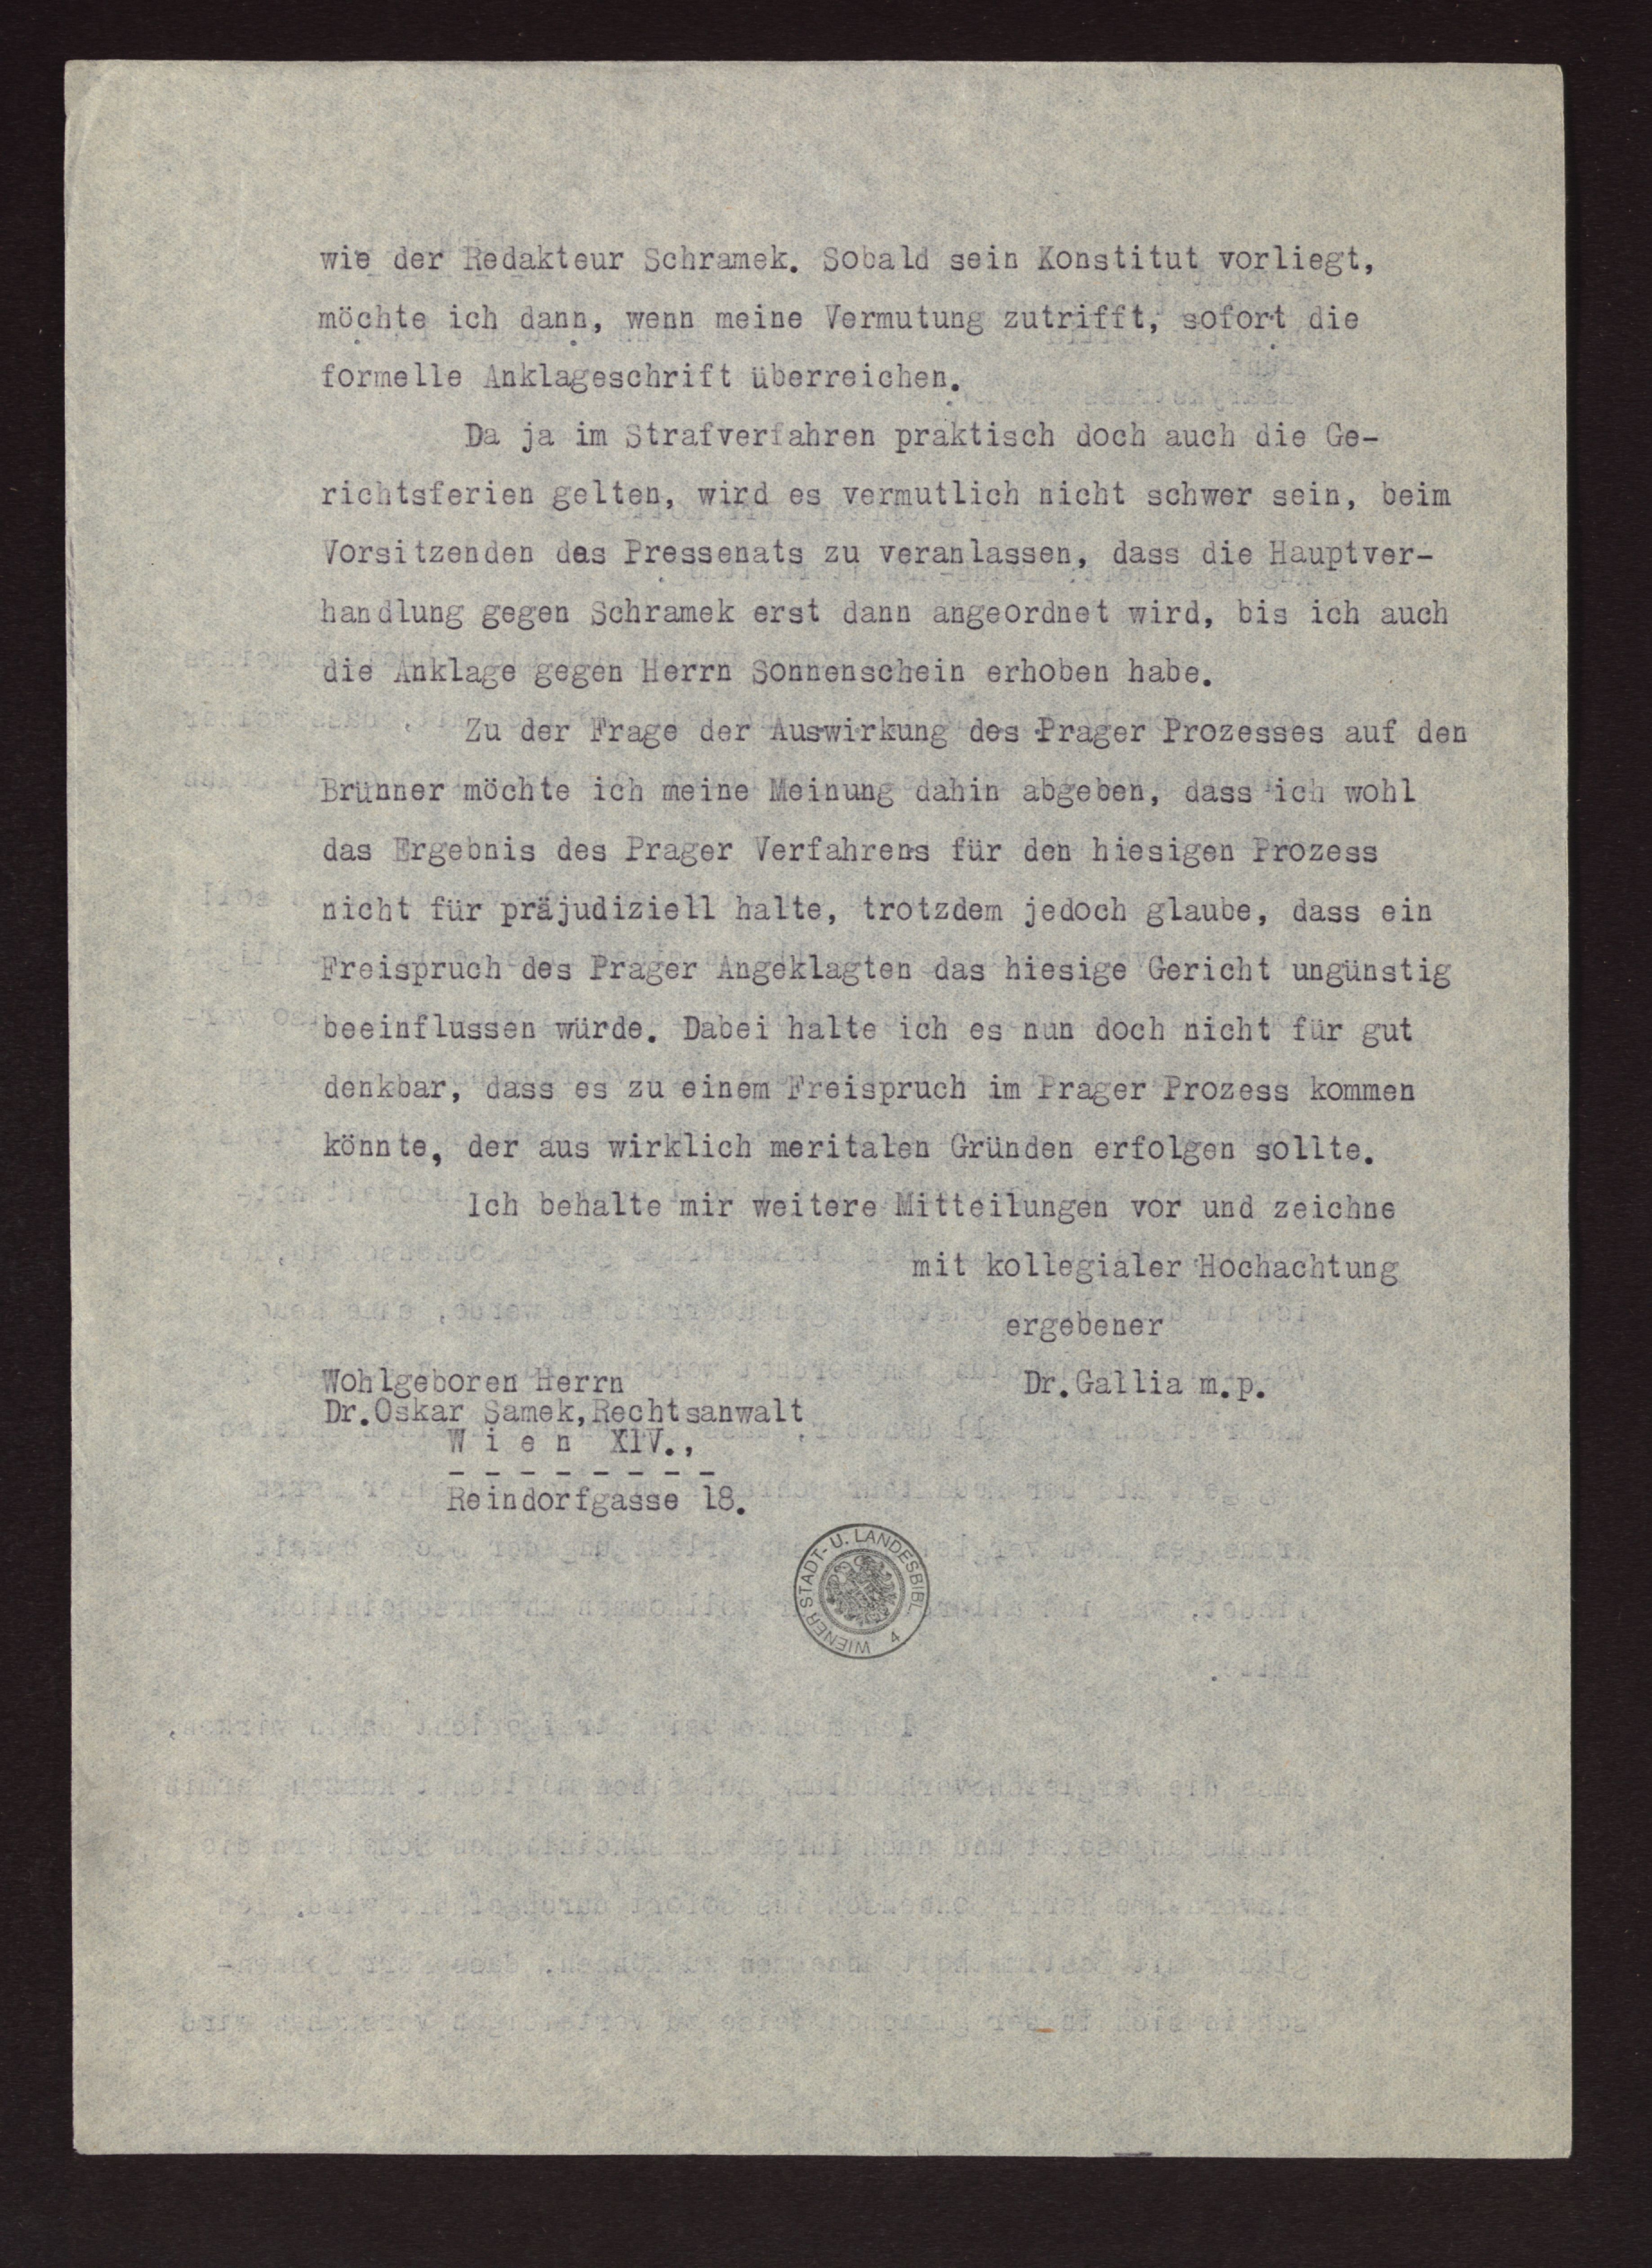 wie der Redakteur Schramek. Sobald sein Konstitut vorliegt,
möchte ich dann, wenn meine Vermutung zutrifft, sofort die
formelle Anklageschrift überreichen.
Da ja im Strafverfahren praktisch doch auch die Ge-
richtsferien gelten, wird es vermutlich nicht schwer sein, beim
Vorsitzenden des Pressenats zu veranlassen, dass die Hauptver-
handlung gegen Schramek erst dann angeordnet wird, bis ich auch
die Anklage gegen Herrn Sonnenschein erhoben habe.
Zu der Frage der Auswirkung des Prager Prozesses auf den
Brünner möchte ich meine Meinung dahin abgeben, dass ich wohl
das Ergebnis des Prager Verfahrens für den hiesigen Prozess
nicht für präjudiziell halte, trotzdem jedoch glaube, dass ein
Freispruch des Prager Angeklagten das hiesige Gericht ungünstig
beeinflussen würde. Dabei halte ich es nun doch nicht für gut
denkbar, dass es zu einem Freispruch im Prager Prozess kommen
könnte, der aus wirklich meritalen Gründen erfolgen sollte.
Ich behalte mir weitere Mitteilungen vor und zeichne
mit kollegialer Hochachtung
ergebener
Wohlgeboren Herrn
Dr. Gallia m.p.
Dr.Oskar Samek,Rechtsanwalt
W i e n XIV.,
- - - - - - - -
Reindorfgasse 18.
WIENER STADT- U. LANDESBIBL. 4